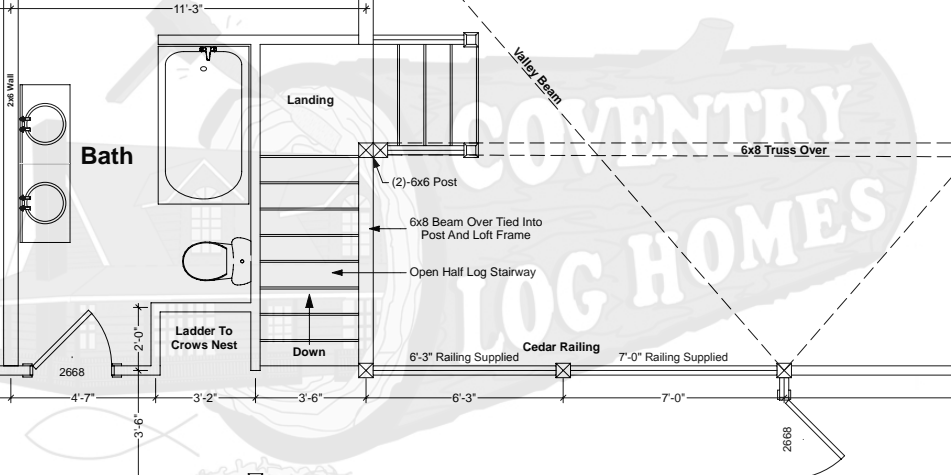 11'-3"
2x6 Wall
Landing
Valley Beam
COVENTRY
LOG HOMES
Bath
6x8 Truss Over
(2)-6x6 Post
6x8 Beam Over Tied Into
Post And Loft Frame
Open Half Log Stairway
Ladder To
Crows Nest
Down
2'-0"
Cedar Railing
6'-3" Railing Supplied
7'-0" Railing Supplied
2668
4'-7"
3'-2"
3'-6"
6'-3"
7'-0"
3'-6"
2668